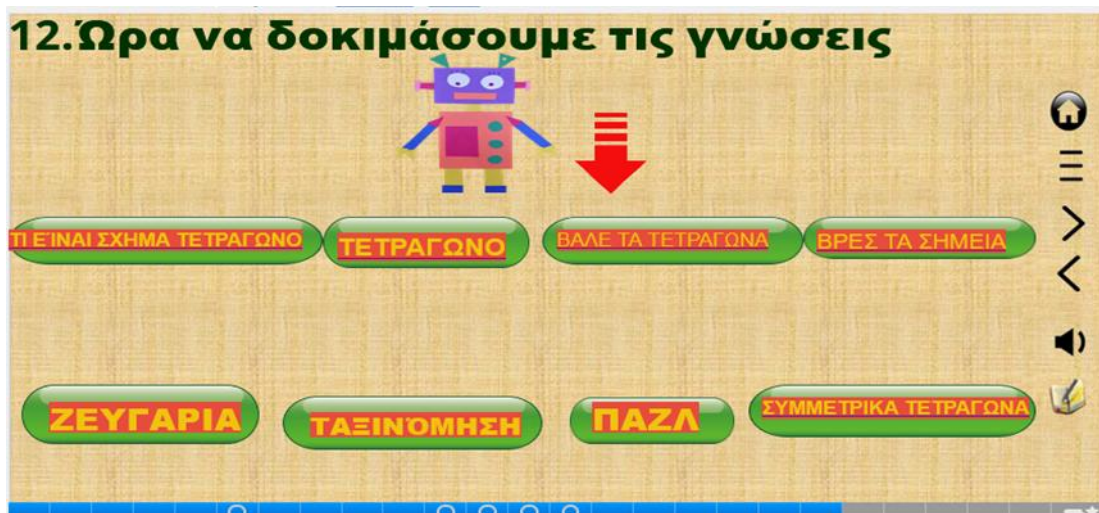 12.Ώρα να δοκιμάσουμε τις γνώσεις
ΤΙ ΕΊΝΑΙ ΣΧΗΜΑ ΤΕΤΡΑΓΩΝΟ
ΤΕΤΡΑΓΩΝΟ
ΒΑΛΕ ΤΑ ΤΕΤΡΑΓΩΝΑ
ΒΡΕΣ ΤΑ ΣΗΜΕΙΑ
ΖΕΥΓΑΡΙΑ
ΤΑΞΙΝΌΜΗΣΗ
ΠΑΖΛ
ΣΥΜΜΕΤΡΙΚΑ ΤΕΤΡΑΓΩΝΑ